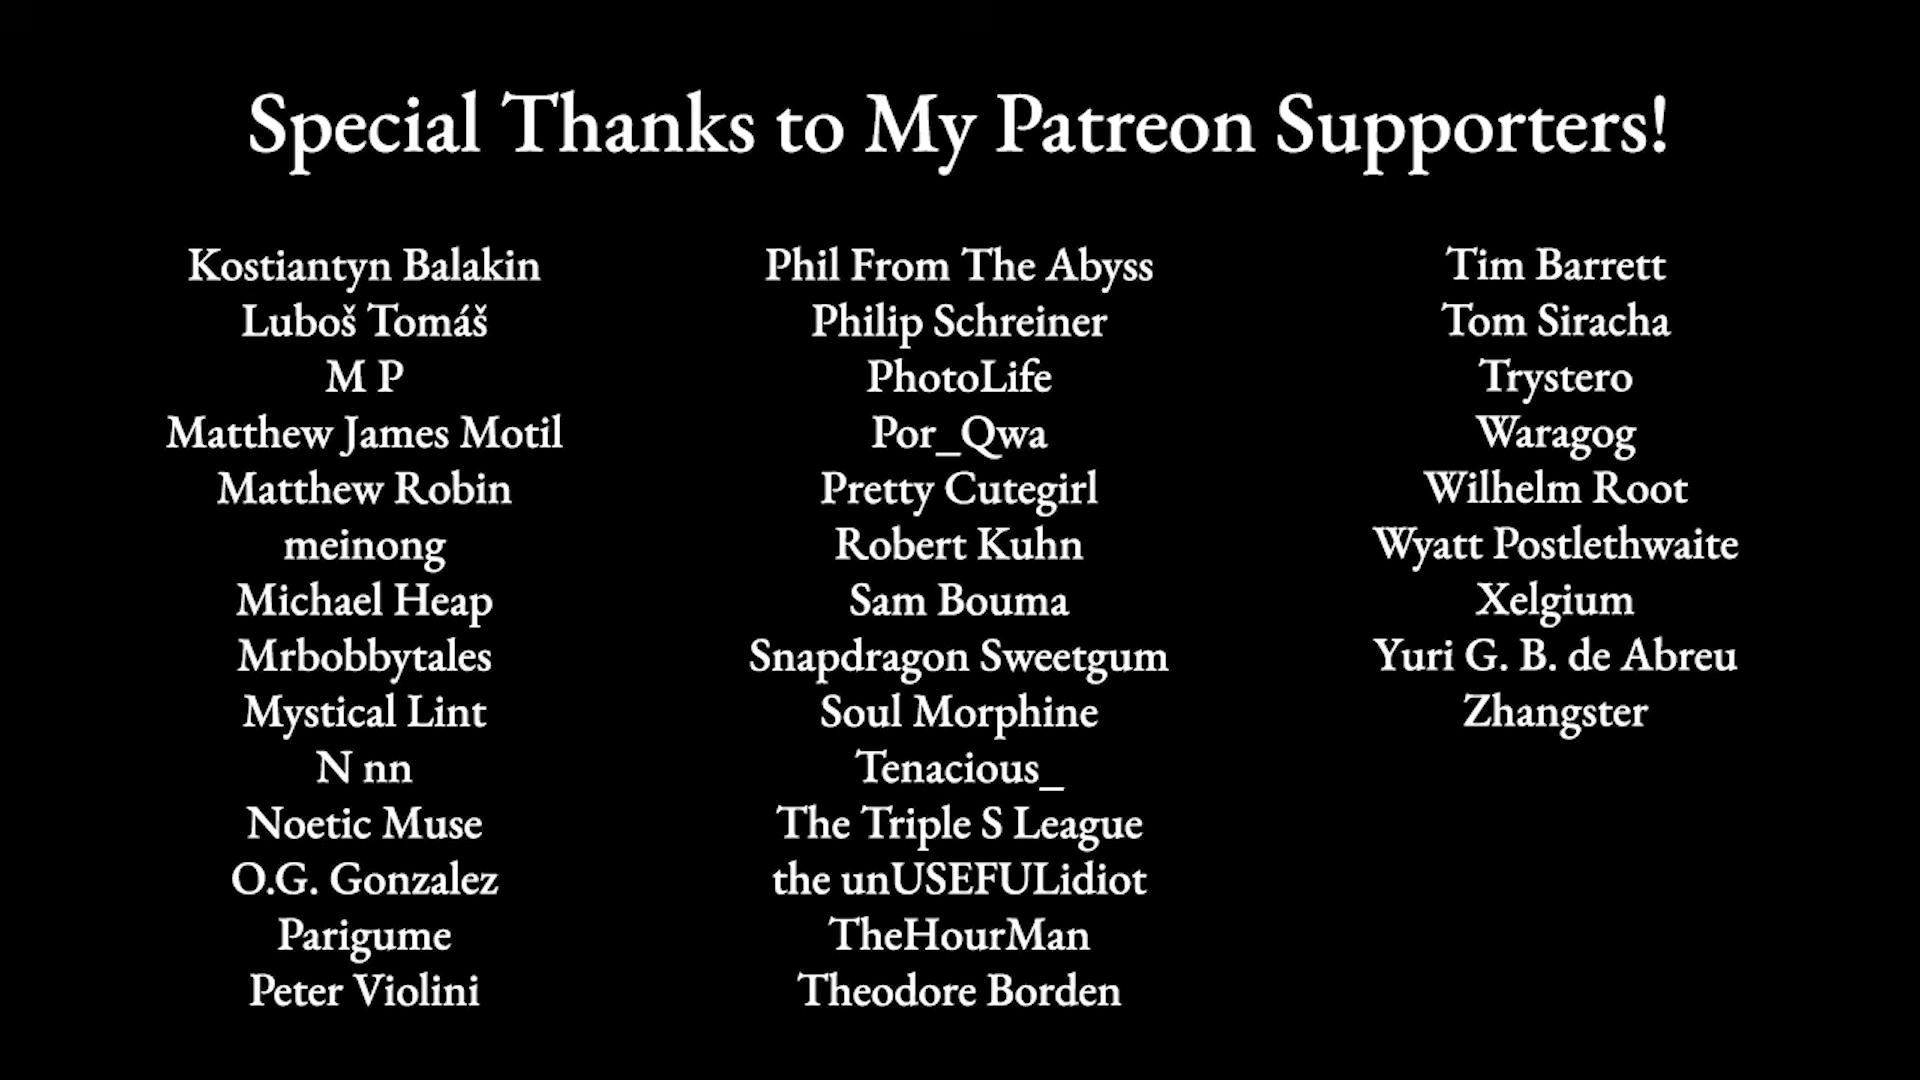 Special Thanks to My Patreon Supporters!
Kostiantyn Balakin
Luboš Tomáš
M P
Matthew James Motil
Matthew Robin
meinong
Michael Heap
Mrbobbytales
Mystical Lint
N nn
Noetic Muse
O.G. Gonzalez
Parigume
Peter Violini
Phil From The Abyss
Philip Schreiner
PhotoLife
Por_Qwa
Pretty Cutegirl
Robert Kuhn
Sam Bouma
Snapdragon Sweetgum
Soul Morphine
Tenacious_
The Triple S League
the unUSEFULidiot
TheHourMan
Theodore Borden
Tim Barrett
Tom Siracha
Trystero
Waragog
Wilhelm Root
Wyatt Postlethwaite
Xelgium
Yuri G. B. de Abreu
Zhangster